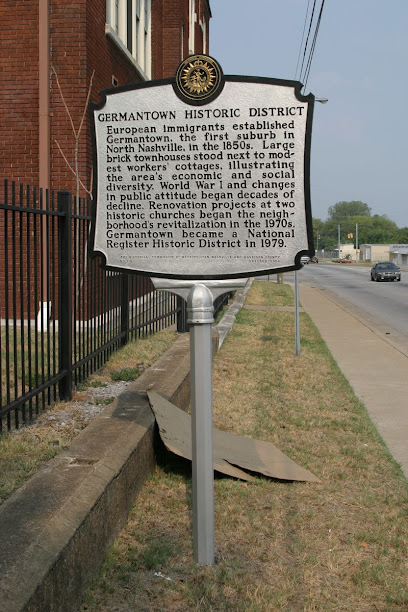 GERMANTOWN HISTORIC DISTRICT
European immigrants established
Germantown, the first suburb in
North Nashville, in the 1850s. Large
brick townhouses stood next to mod-
est workers' cottages, illustrating
the area's economic and social
diversity. World War I and changes
in public attitude began decades of
decline. Renovation projects at two
historic churches began the neigh-
borhood's revitalization in the 1970s.
Germantown became a National
Register Historic District in 1979.